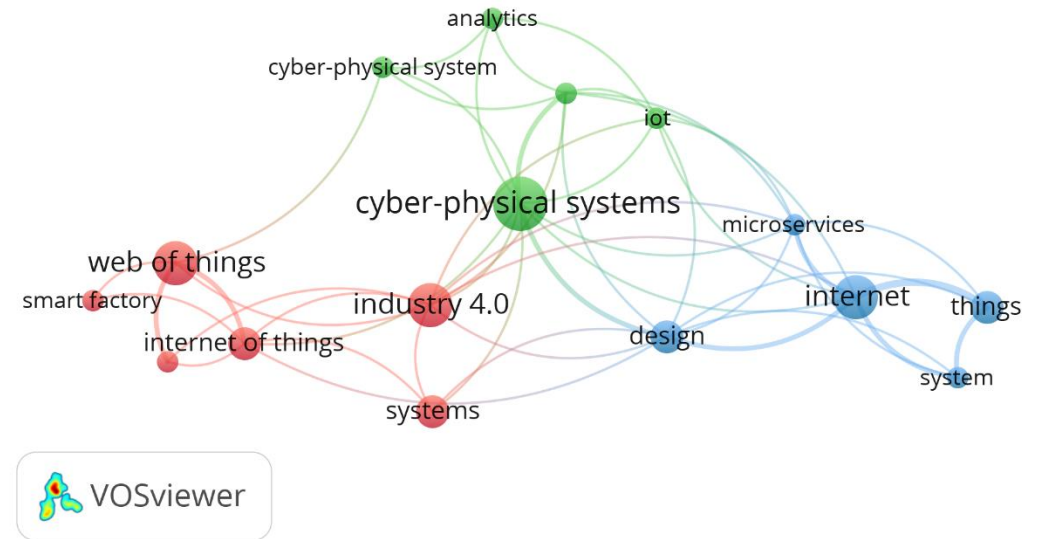 analytics
cyber-physical system
iot
cyber-physical systems
microservices
web of things
smart factory
industry 4.0
internet
things
internet of things
design
system
systems
VOSviewer